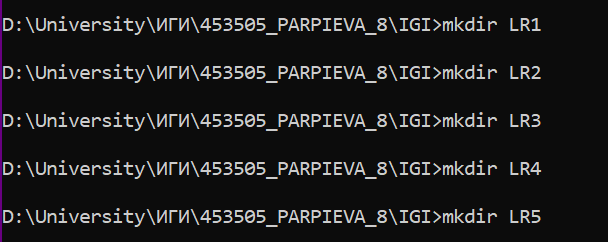 D:\University\ИГИ\453505_PARPIEVA_8\IGI>mkdir LR1
D:\University\ИГИ\453505_PARPIEVA_8\IGI>mkdir LR2
D:\University\ИГИ\453505_PARPIEVA_8\IGI>mkdir LR3
D:\University\ИГИ\453505_PARPIEVA_8\IGI>mkdir LR4
D:\University\ИГИ\453505_PARPIEVA_8\IGI>mkdir LR5